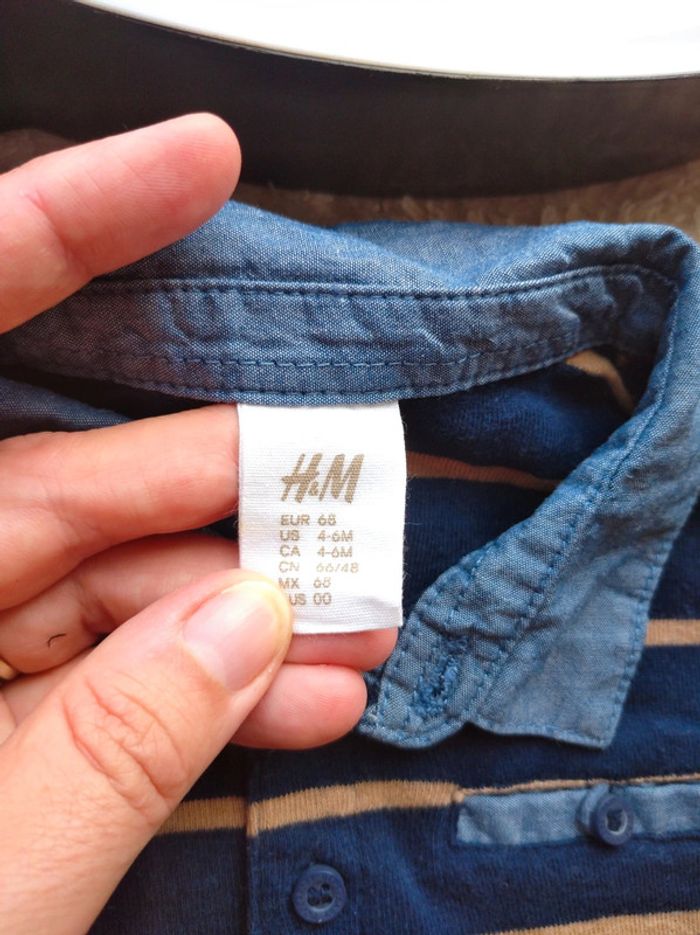 H&M
EUR 68
US 4-6M
CA 4-6M
CN 66/48
MX 68
US 00